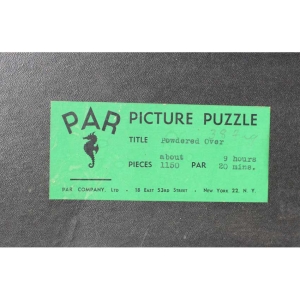 PAR PICTURE PUZZLE
TITLE Powdered Over
about 9 hours
PIECES 1150 PAR 30 mins.
PAR COMPANY, Ltd - 18 East 53rd Street - New York 22, N. Y.